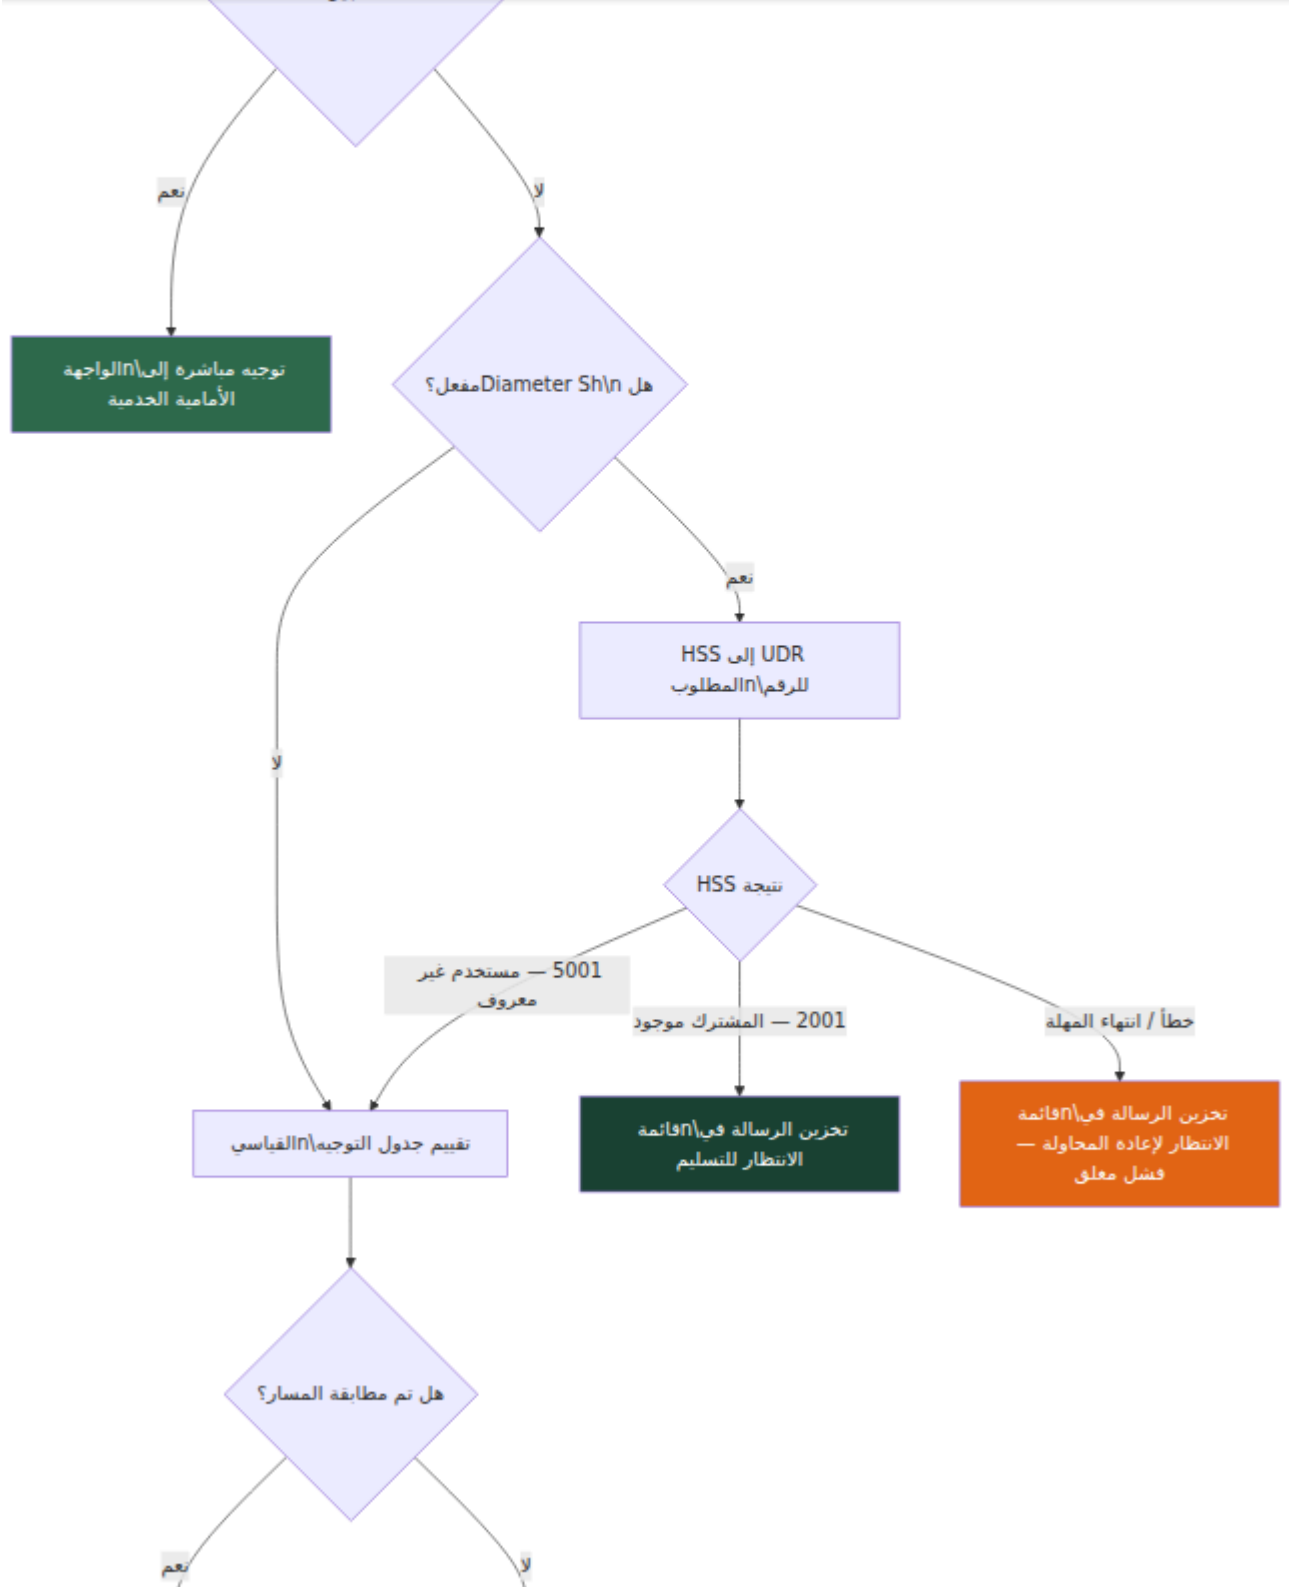 نعم
لا
توجيه مباشرة إلى\nالواجهة
الأمامية الخدمية
هل Diameter Sh\nمفعل؟
نعم
UDR إلى HSS
للرقم\nالمطلوب
لا
نتيجة HSS
5001 — مستخدم غير
معروف
2001 — المشترك موجود
خطأ / انتهاء المهلة
تقييم جدول التوجيه\nالقياسي
تخزين الرسالة في\nقائمة
الانتظار للتسليم
تخزين الرسالة في\nقائمة
الانتظار لإعادة المحاولة —
فشل مغلق
هل تم مطابقة المسار؟
نعم
لا